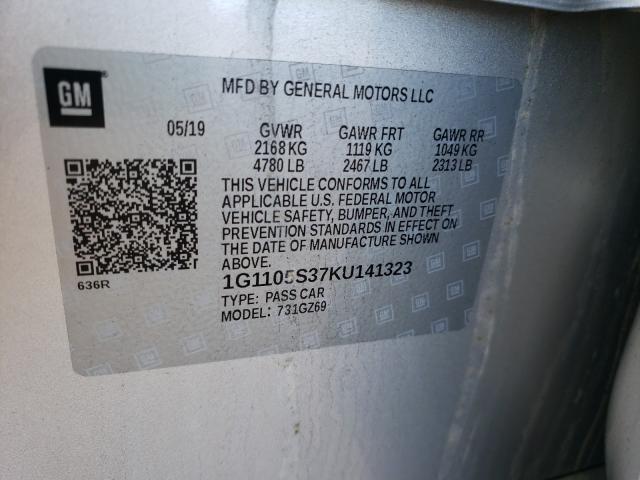 GM
MFD BY GENERAL MOTORS LLC
05/19 GVWR GAWR FRT GAWR RR
2168 KG 1119 KG 1049 KG
4780 LB 2467 LB 2313 LB
THIS VEHICLE CONFORMS TO ALL
APPLICABLE U.S. FEDERAL MOTOR
VEHICLE SAFETY, BUMPER, AND THEFT
PREVENTION STANDARDS IN EFFECT ON
THE DATE OF MANUFACTURE SHOWN
ABOVE.
636R
1G1105S37KU141323
TYPE: PASS CAR
MODEL: 731GZ69